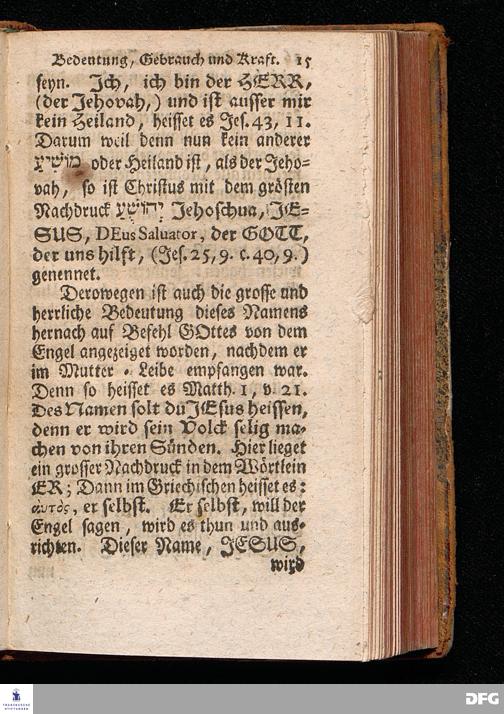 Bedeutung, Gebrauch und Kraft. 15
seyn. Ich, ich bin der HERR,
(der Jehovah,) und ist ausser mir
kein Heiland, heisset es Jes. 43, 11.
Darum weil denn nun kein anderer
מושיע oder Heiland ist, als der Jeho-
vah, so ist Christus mit dem grösten
Nachdruck יְהוֹשֻׁעַ Jehoschua, JE-
SUS, DEus Salvator, der GOTT,
der uns hilft, (Jes. 25, 9. c. 40, 9.)
genennet.
Derowegen ist auch die grosse und
herrliche Bedeutung dieses Namens
hernach auf Befehl GOttes von dem
Engel angezeiget worden, nachdem er
im Mutter-Leibe empfangen war.
Denn so heisset es Matth. 1, v. 21.
Des Namen solt du JEsus heissen,
denn er wird sein Volck selig ma-
chen von ihren Sünden. Hier lieget
ein grosser Nachdruck in dem Wörtlein
ER; Dann im Griechischen heisset es:
αὐτὸς, er selbst. Er selbst, will der
Engel sagen, wird es thun und aus-
richten. Dieser Name, JESUS,
wird
FRANCKESCHE
STIFTUNGEN
DFG